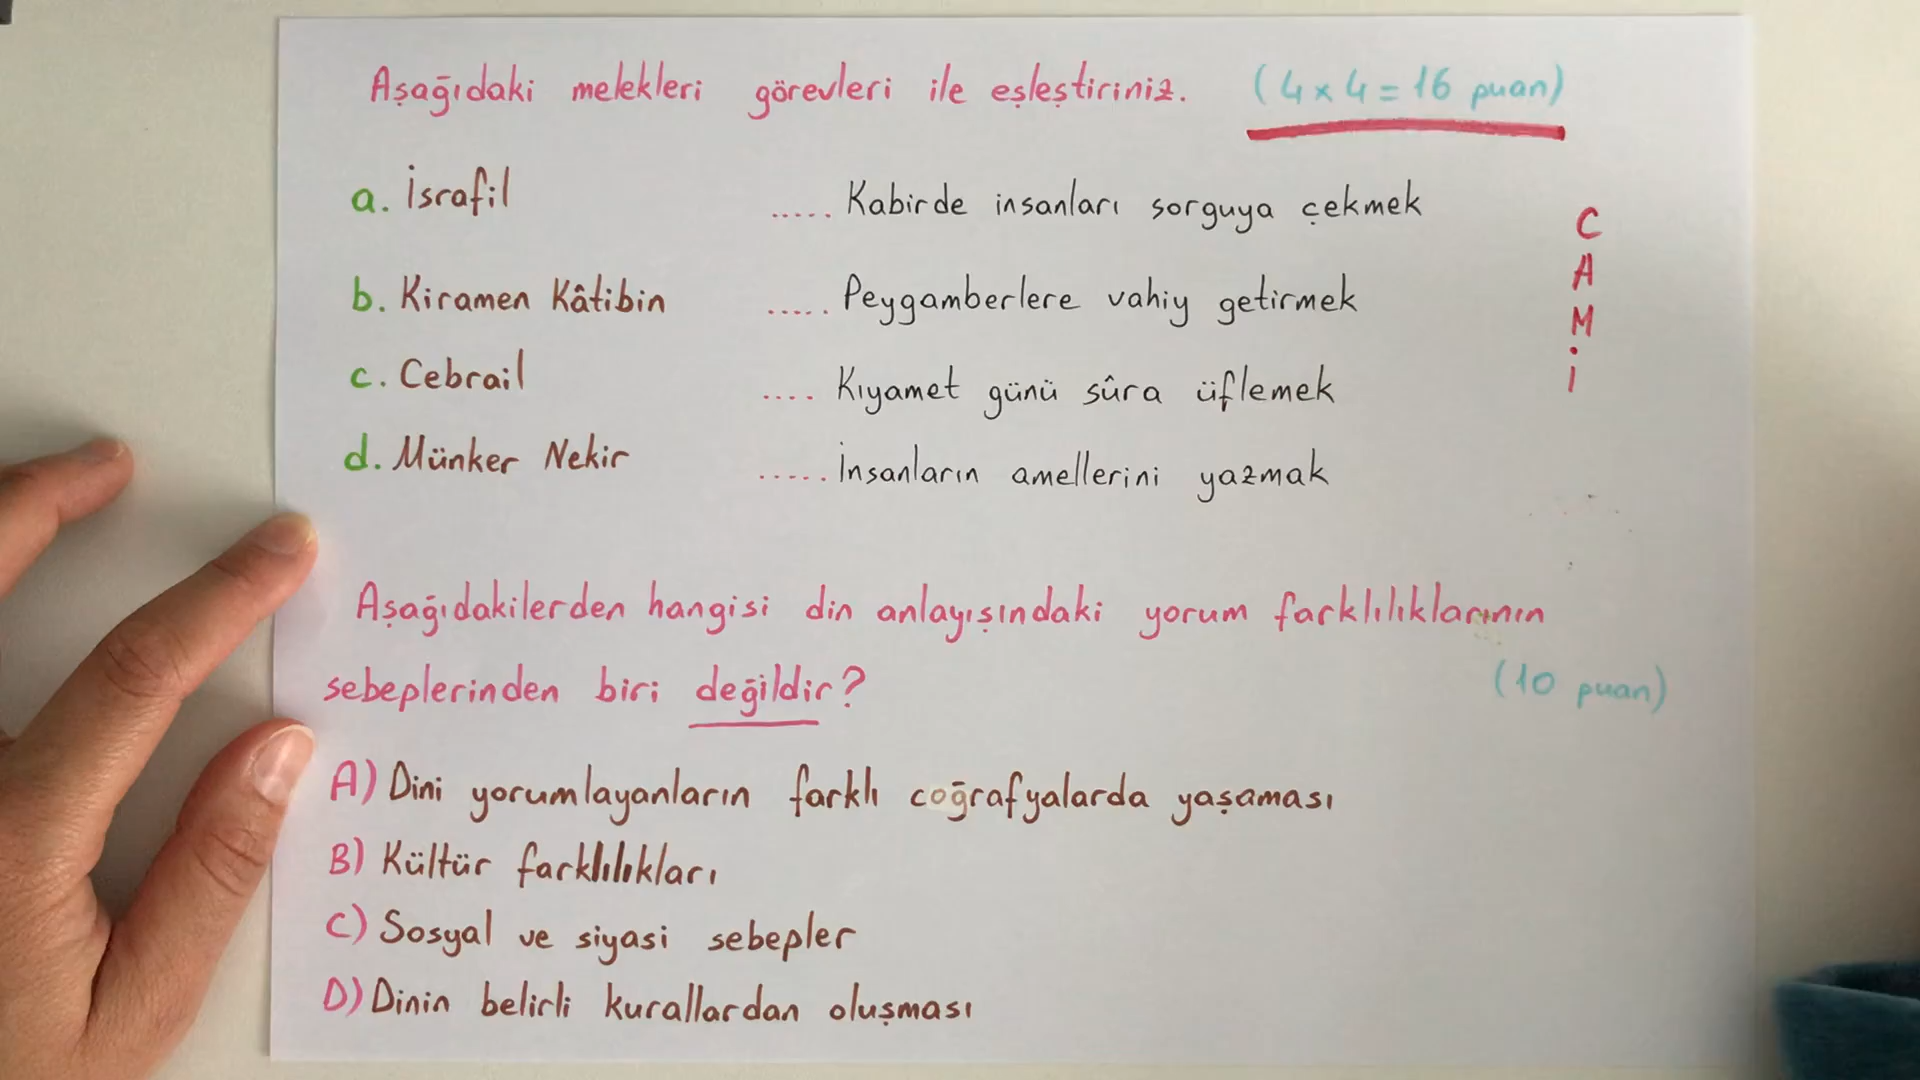 Aşağıdaki melekleri görevleri ile eşleştiriniz. (4 x 4 = 16 puan)
a. İsrafil ..... Kabirde insanları sorguya çekmek
b. Kiramen Kâtibin ..... Peygamberlere vahiy getirmek
c. Cebrail .... Kıyamet günü sûra üflemek
d. Münker Nekir ..... İnsanların amellerini yazmak
C
A
M
İ
Aşağıdakilerden hangisi din anlayışındaki yorum farklılıklarının
sebeplerinden biri değildir? (10 puan)
A) Dini yorumlayanların farklı coğrafyalarda yaşaması
B) Kültür farklılıkları
C) Sosyal ve siyasi sebepler
D) Dinin belirli kurallardan oluşması